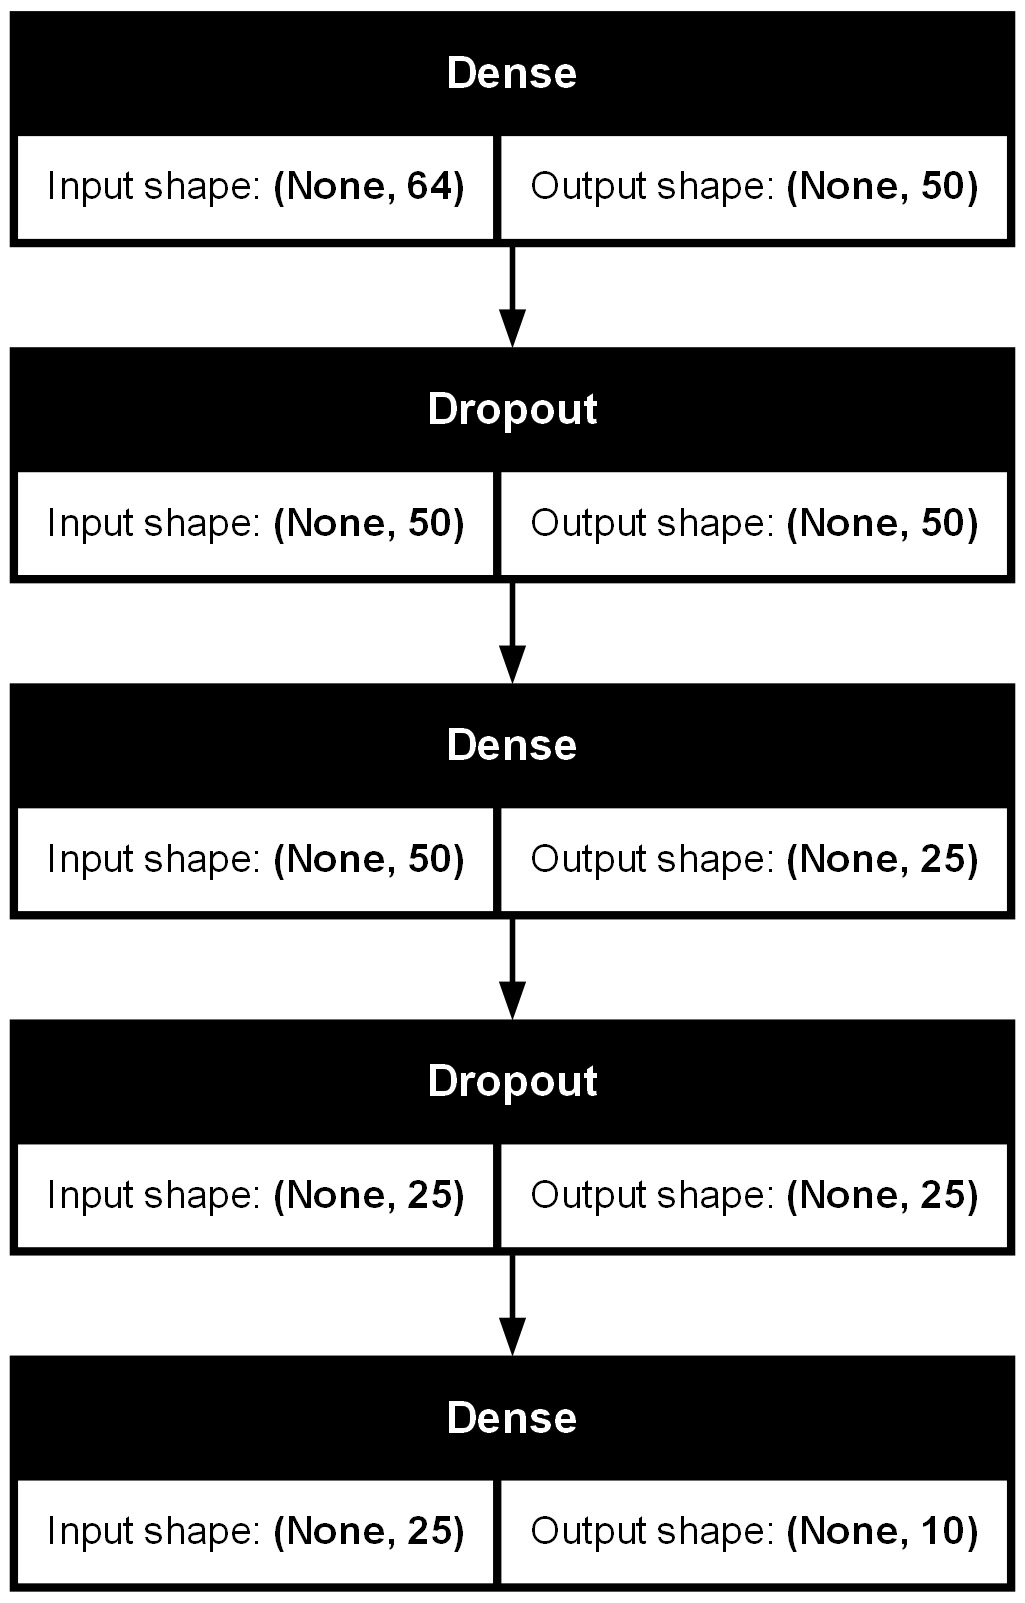 Dense
Input shape: (None, 64) Output shape: (None, 50)
Dropout
Input shape: (None, 50) Output shape: (None, 50)
Dense
Input shape: (None, 50) Output shape: (None, 25)
Dropout
Input shape: (None, 25) Output shape: (None, 25)
Dense
Input shape: (None, 25) Output shape: (None, 10)